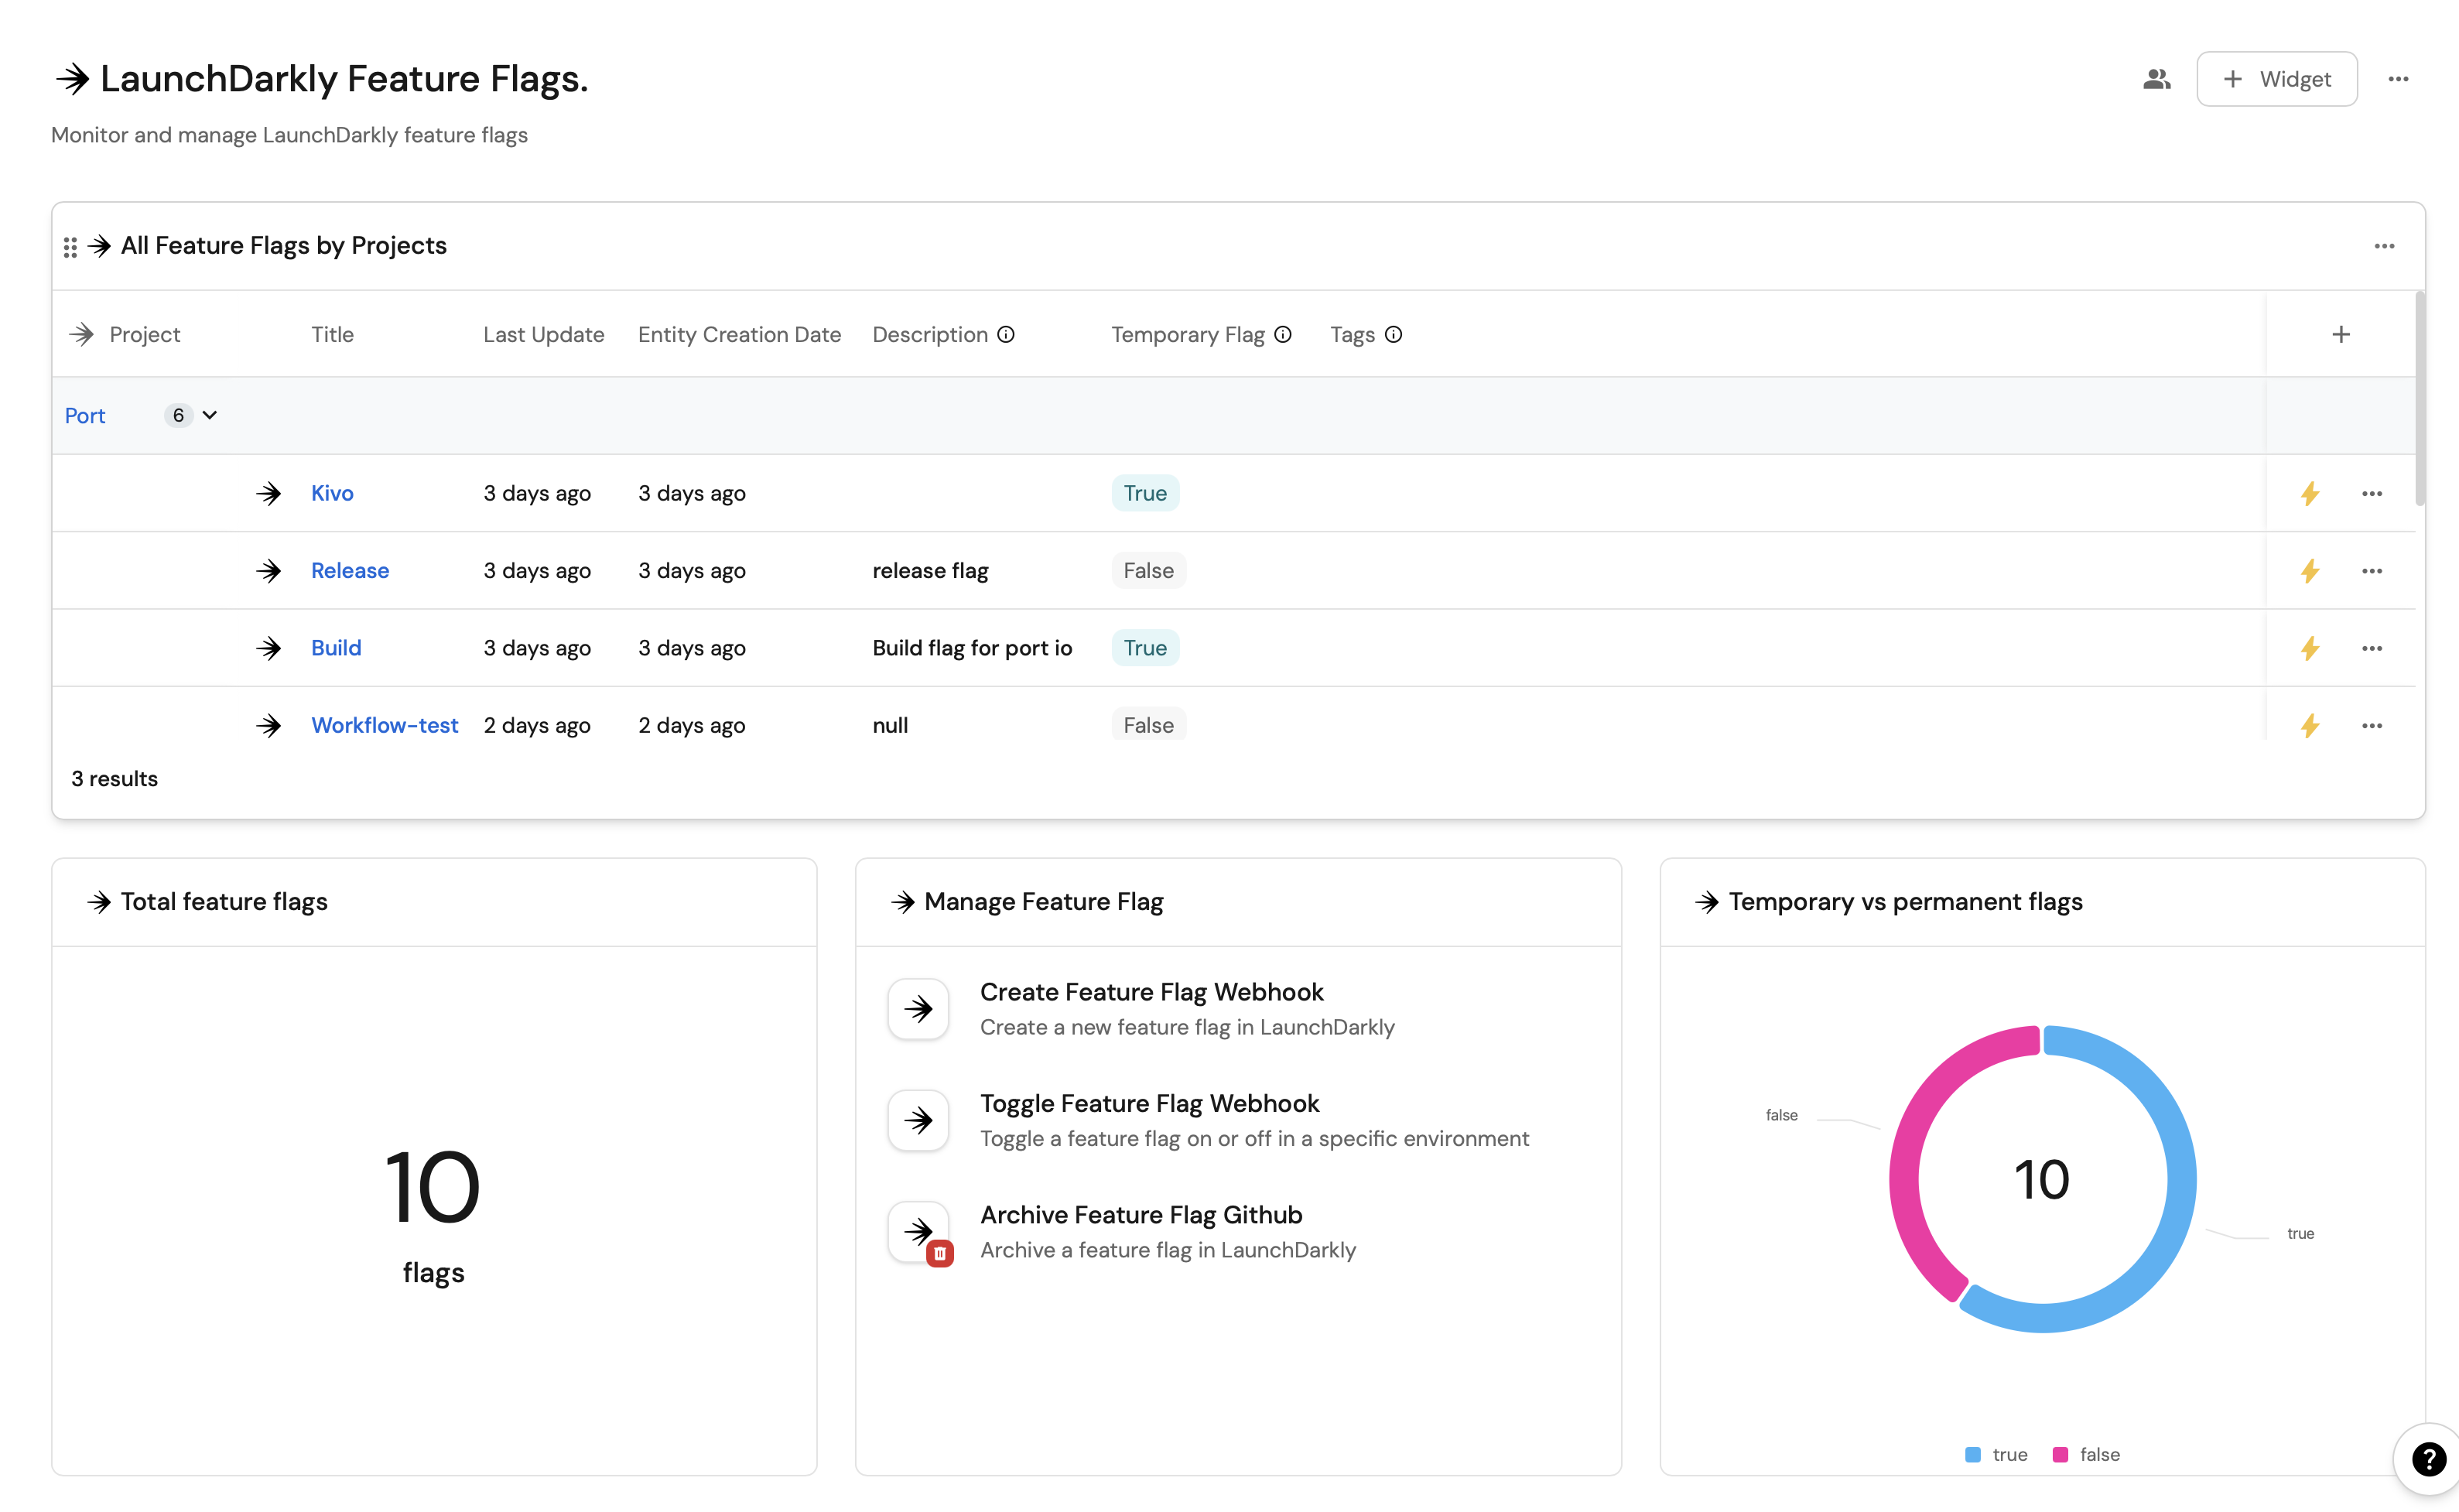 LaunchDarkly Feature Flags.
Widget
Monitor and manage LaunchDarkly feature flags
All Feature Flags by Projects
Project Title Last Update Entity Creation Date Description Temporary Flag Tags
Port 6
Kivo 3 days ago 3 days ago True
Release 3 days ago 3 days ago release flag False
Build 3 days ago 3 days ago Build flag for port io True
Workflow-test 2 days ago 2 days ago null False
3 results
Total feature flags
10
flags
Manage Feature Flag
Create Feature Flag Webhook
Create a new feature flag in LaunchDarkly
Toggle Feature Flag Webhook
Toggle a feature flag on or off in a specific environment
Archive Feature Flag Github
Archive a feature flag in LaunchDarkly
Temporary vs permanent flags
false
10
true
true false
?